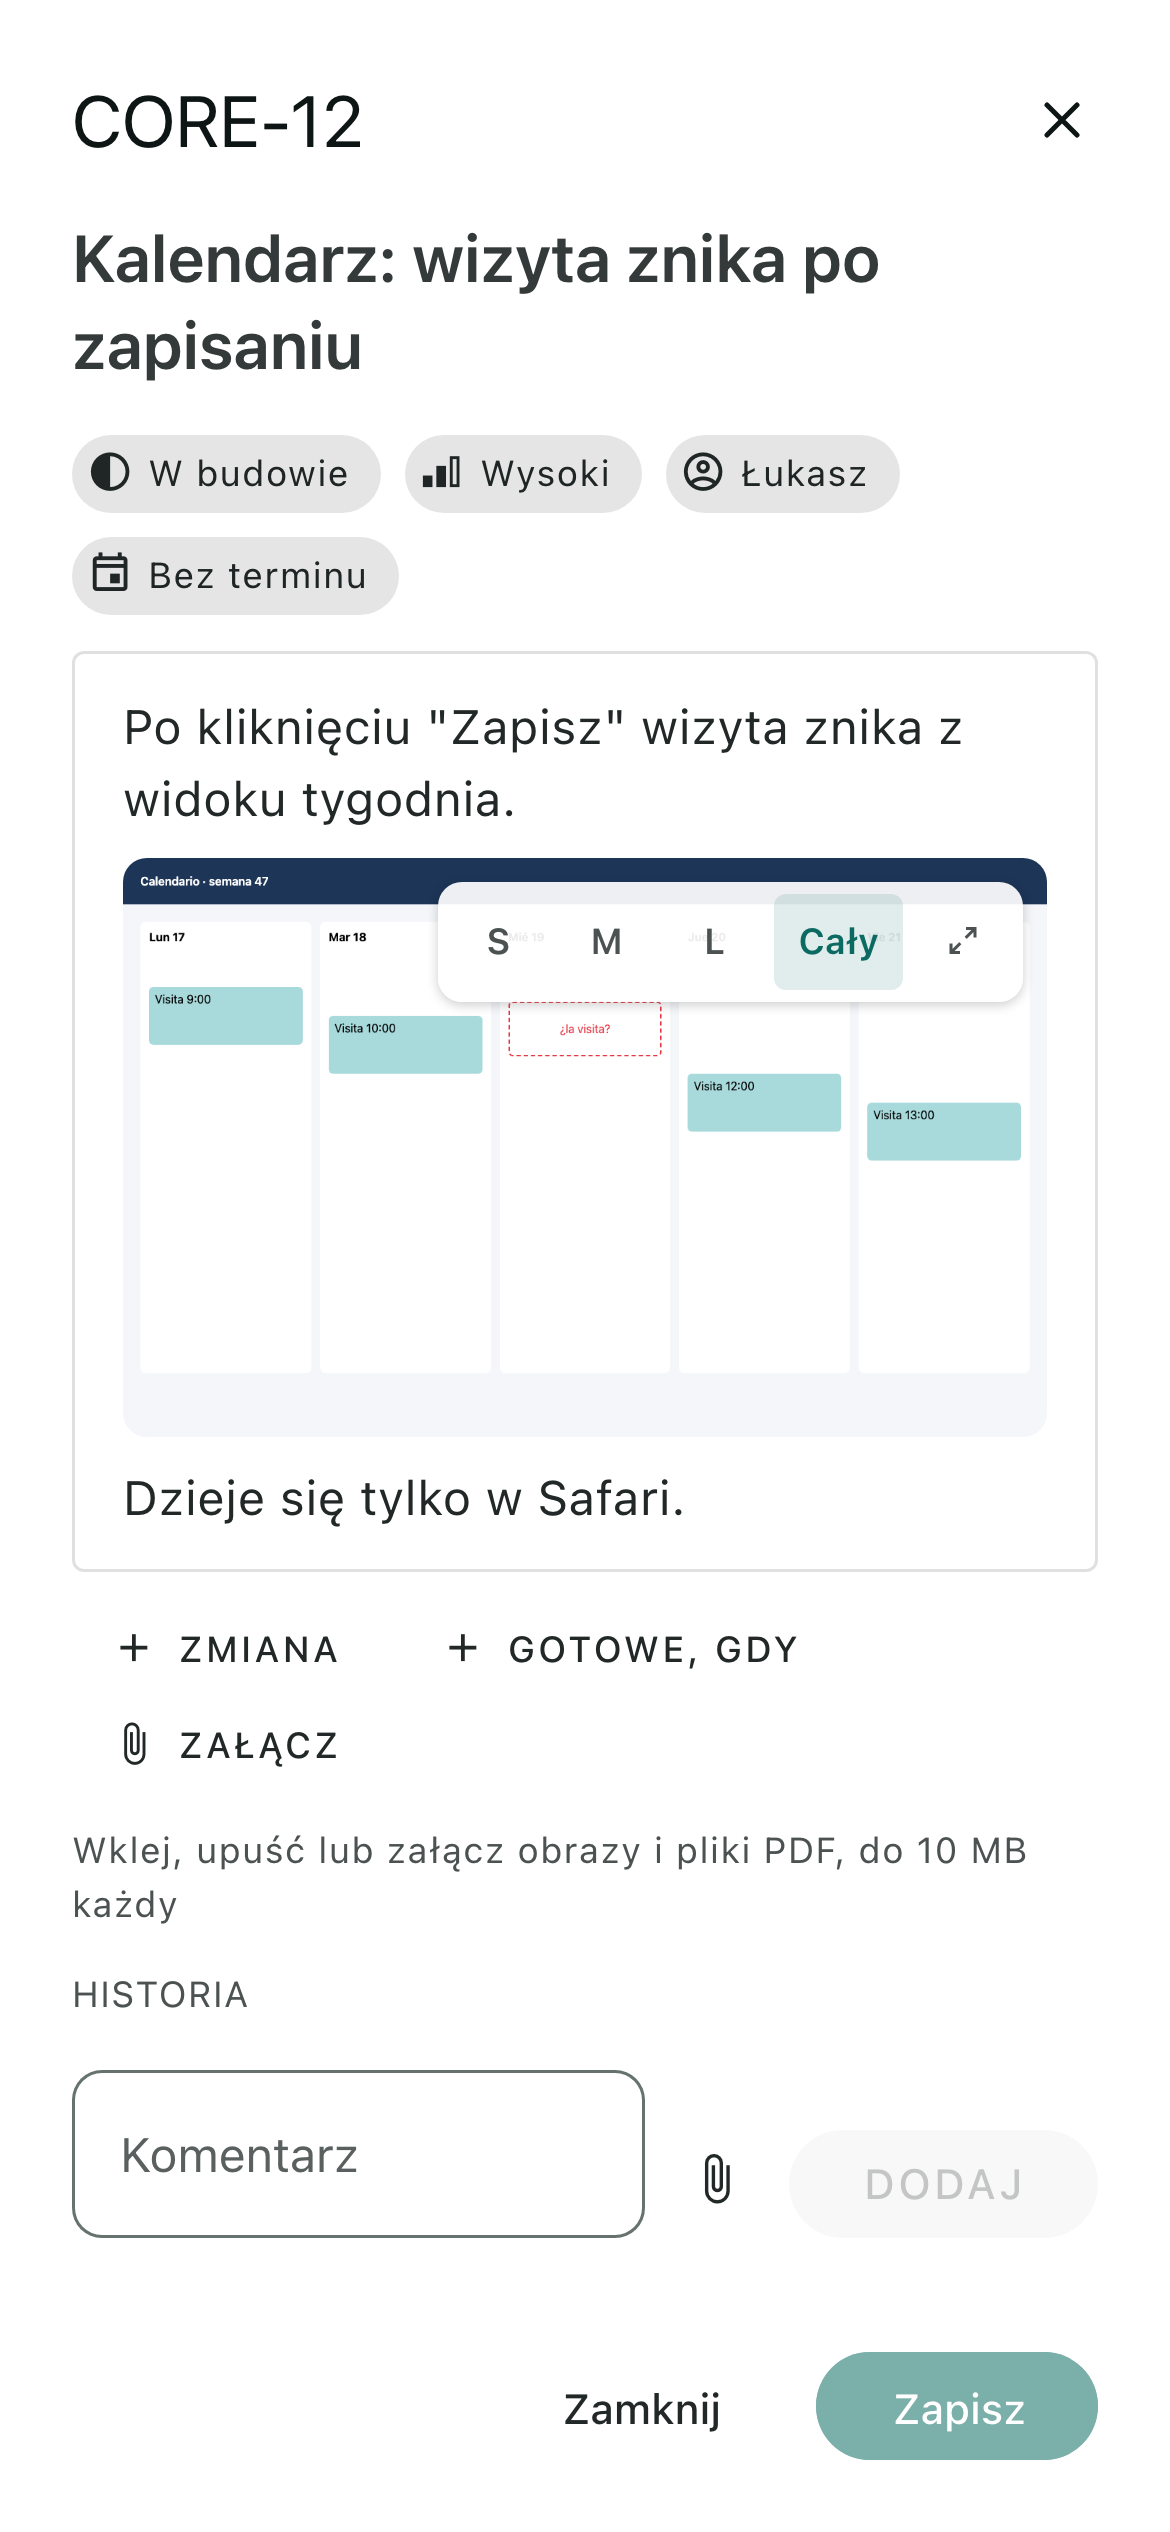 CORE-12
Kalendarz: wizyta znika po
zapisaniu
W budowie
Wysoki
Łukasz
Bez terminu
Po kliknięciu "Zapisz" wizyta znika z
widoku tygodnia.
Calendario · semana 47
S M L Cały
Lun 17
Mar 18
Mié 19
Visita 9:00
Visita 10:00
¿la visita?
Visita 12:00
Visita 13:00
Dzieje się tylko w Safari.
+ ZMIANA
+ GOTOWE, GDY
ZAŁĄCZ
Wklej, upuść lub załącz obrazy i pliki PDF, do 10 MB
każdy
HISTORIA
Komentarz
DODAJ
Zamknij
Zapisz